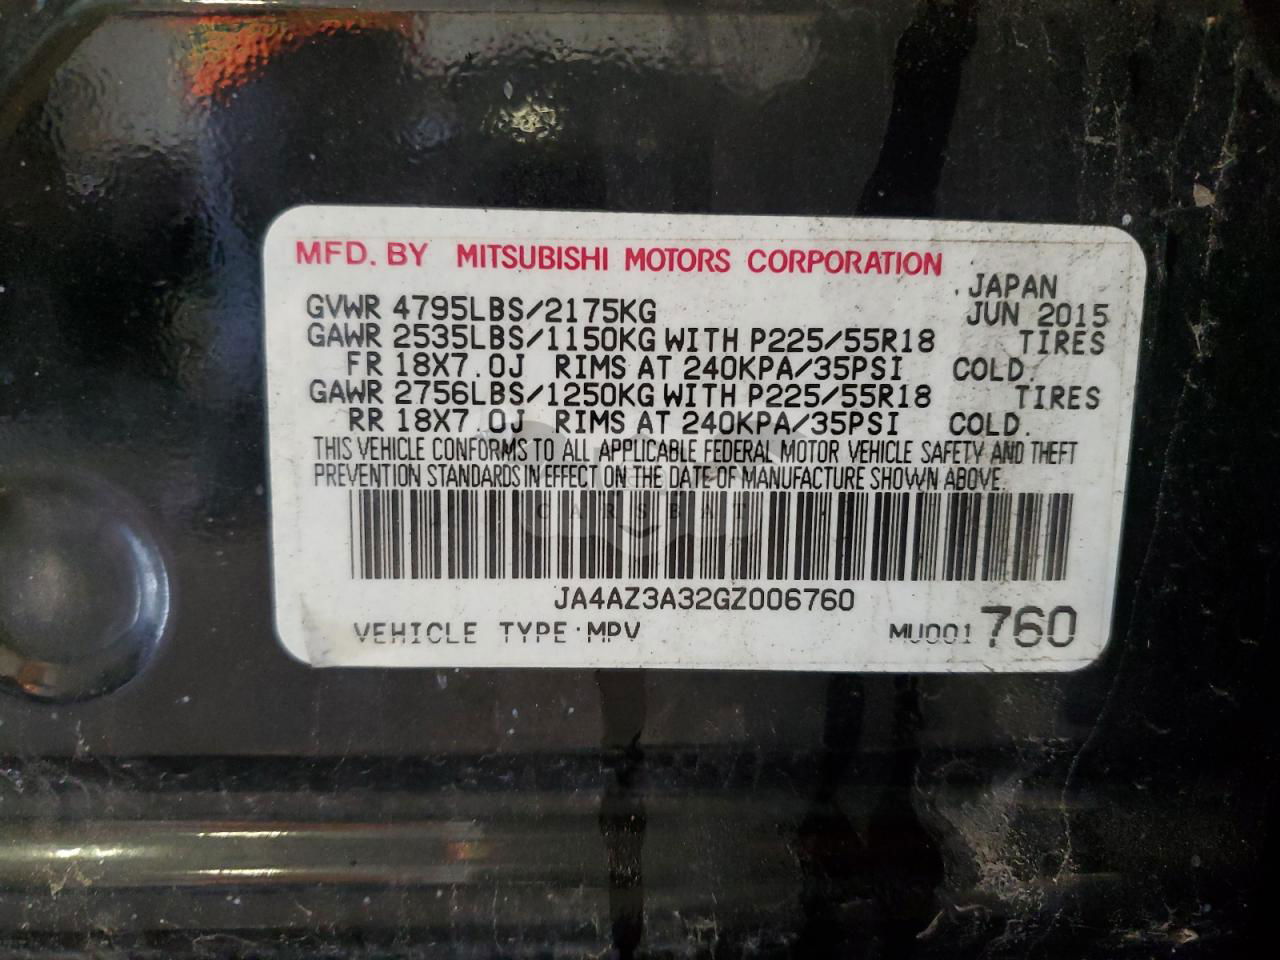 MFD. BY MITSUBISHI MOTORS CORPORATION
JAPAN
GVWR 4795LBS/2175KG JUN 2015
GAWR 2535LBS/1150KG WITH P225/55R18 TIRES
FR 18X7.0J RIMS AT 240KPA/35PSI COLD.
GAWR 2756LBS/1250KG WITH P225/55R18 TIRES
RR 18X7.0J RIMS AT 240KPA/35PSI COLD.
THIS VEHICLE CONFORMS TO ALL APPLICABLE FEDERAL MOTOR VEHICLE SAFETY AND THEFT
PREVENTION STANDARDS IN EFFECT ON THE DATE OF MANUFACTURE SHOWN ABOVE.
CARSBAT
JA4AZ3A32GZ006760
VEHICLE TYPE:MPV MU001 760